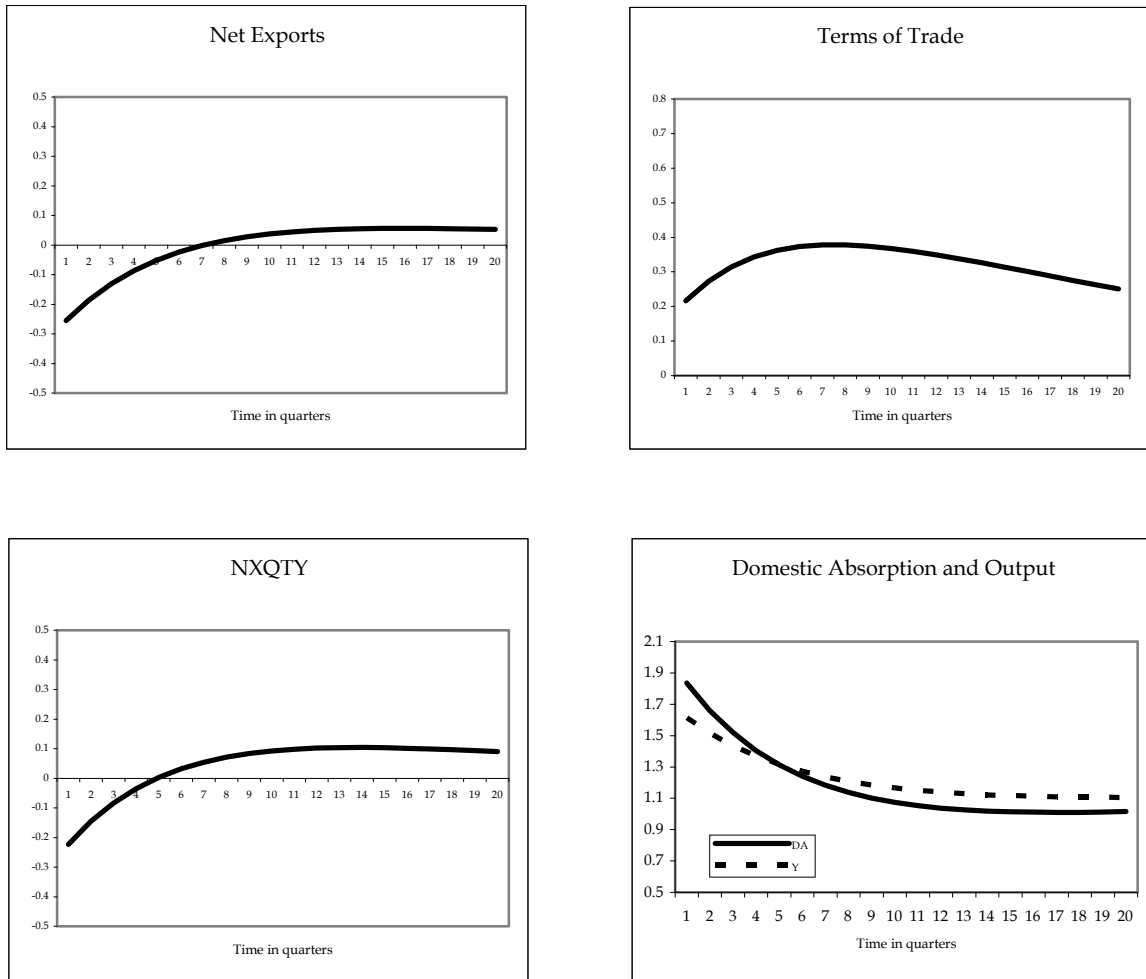 Net Exports
0.5
0.4
0.3
0.2
0.1
0
-0.1
-0.2
-0.3
-0.4
-0.5
1 2 3 4 5 6 7 8 9 10 11 12 13 14 15 16 17 18 19 20
Time in quarters
Terms of Trade
0.8
0.7
0.6
0.5
0.4
0.3
0.2
0.1
0
1 2 3 4 5 6 7 8 9 10 11 12 13 14 15 16 17 18 19 20
Time in quarters
NXQTY
0.5
0.4
0.3
0.2
0.1
0
-0.1
-0.2
-0.3
-0.4
-0.5
1 2 3 4 5 6 7 8 9 10 11 12 13 14 15 16 17 18 19 20
Time in quarters
Domestic Absorption and Output
2.1
1.9
1.7
1.5
1.3
1.1
0.9
0.7
0.5
DA
Y
1 2 3 4 5 6 7 8 9 10 11 12 13 14 15 16 17 18 19 20
Time in quarters